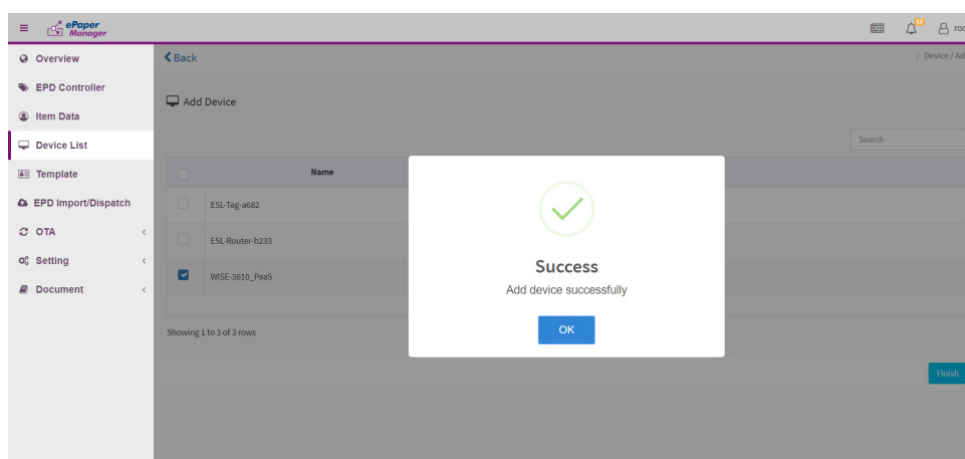 ePaper
Manager
Overview
Back
Device / Ad
EPD Controller
Add Device
Item Data
Device List
Search
Template
Name
EPD Import/Dispatch
ESL-Tag-a682
OTA
ESL-Router-b233
Setting
WISE-3610_PaaS
Document
Success
Add device successfully
OK
Showing 1 to 3 of 3 rows
Finish